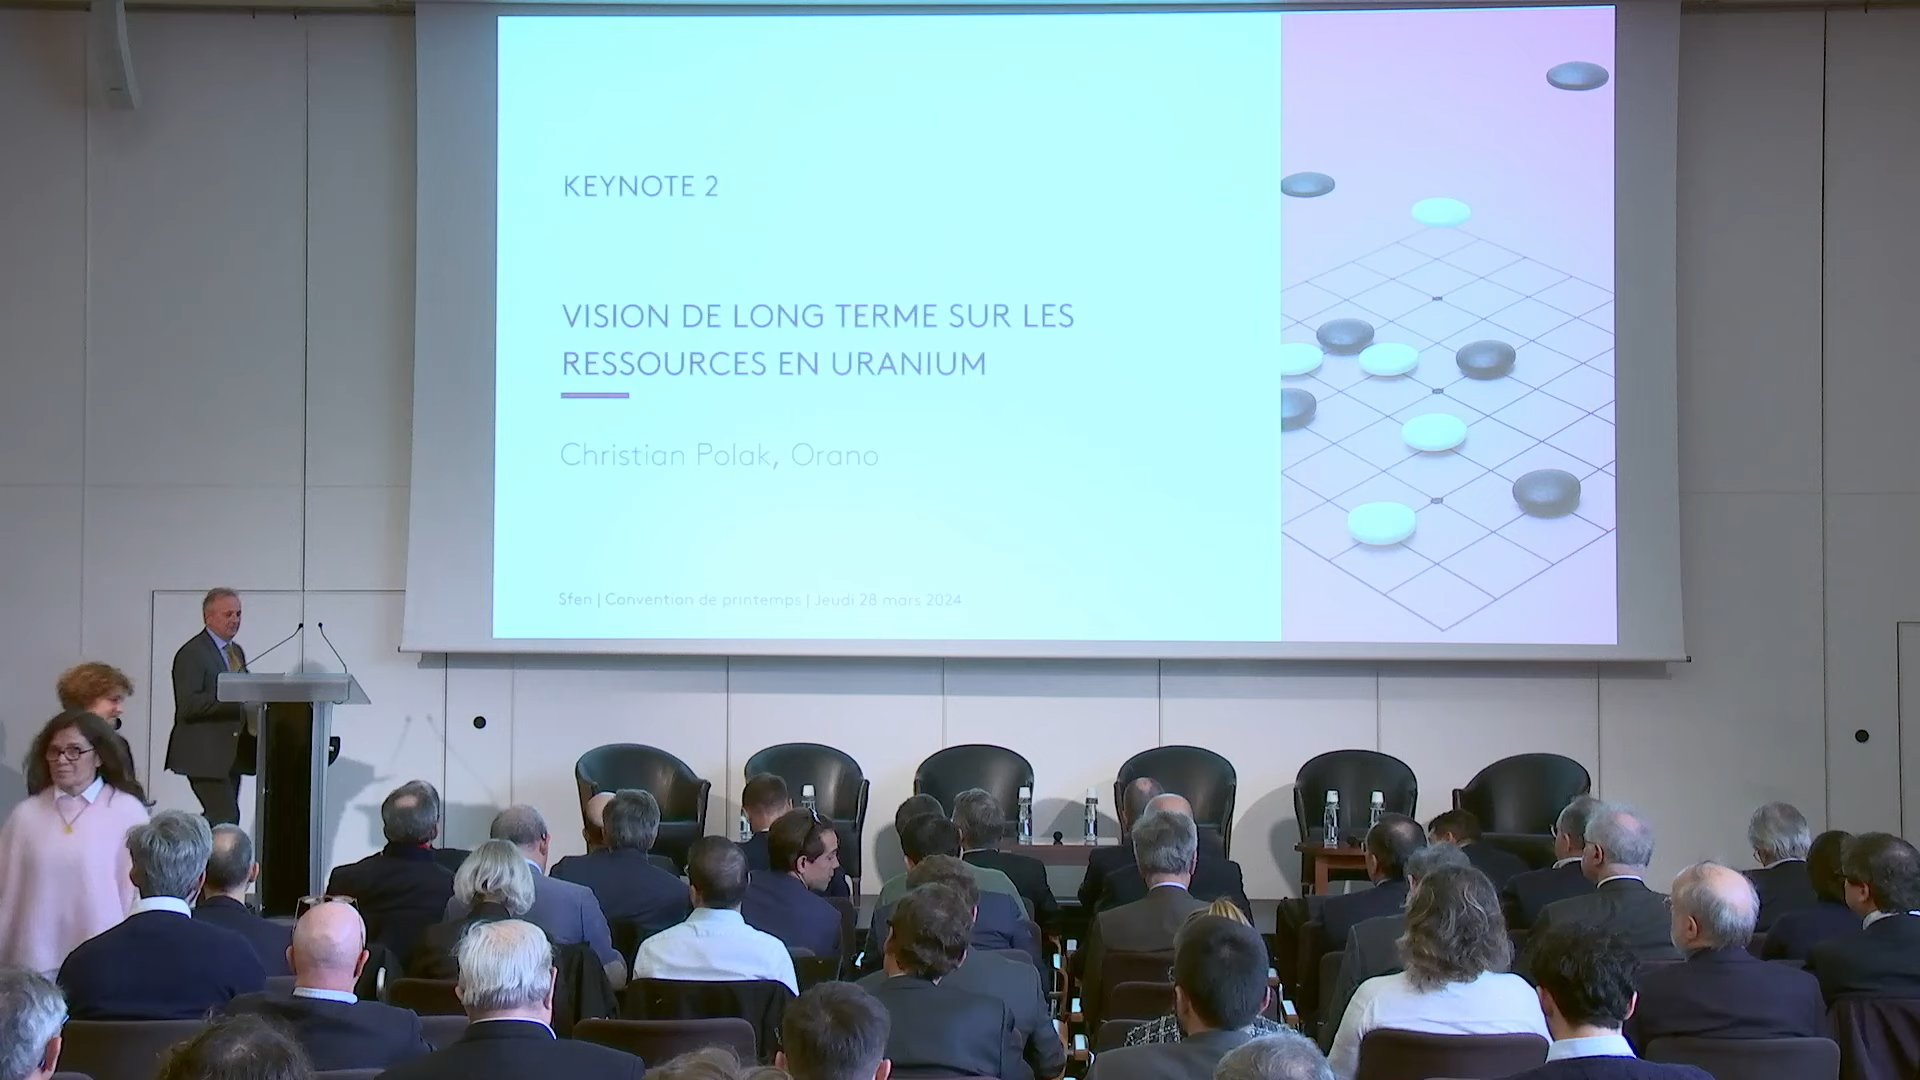 KEYNOTE 2
VISION DE LONG TERME SUR LES
RESSOURCES EN URANIUM
Christian Polak, Orano
Sfen | Convention de printemps | Jeudi 28 mars 2024